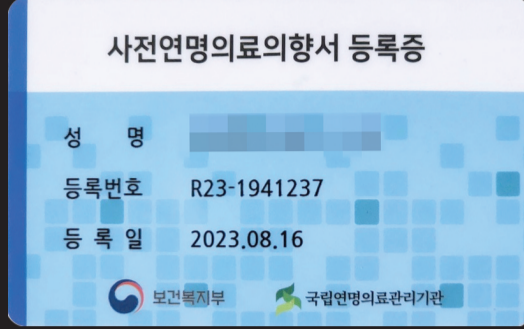 사전연명의료의향서 등록증
성 명
등록번호 R23-1941237
등 록 일 2023.08.16
보건복지부 국립연명의료관리기관